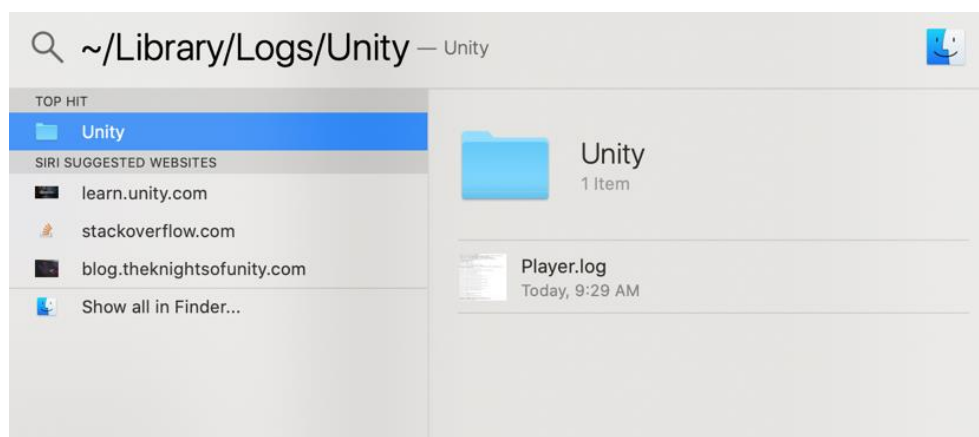 ~/Library/Logs/Unity — Unity
TOP HIT
Unity
SIRI SUGGESTED WEBSITES
learn.unity.com
stackoverflow.com
blog.theknightsofunity.com
Show all in Finder...
Unity
1 Item
Player.log
Today, 9:29 AM